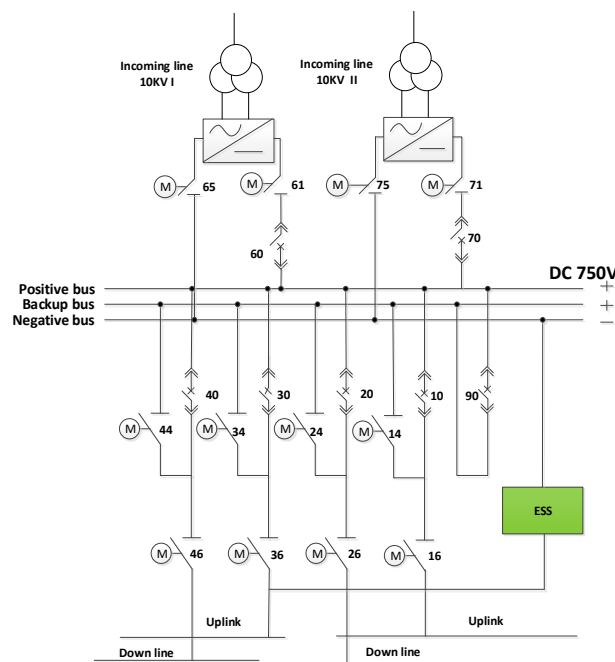 Incoming line
10KV I
Incoming line
10KV II
M
65
M
61
M
75
M
71
60
70
DC 750V
Positive bus
+
Backup bus
+
Negative bus
−
40
30
20
10
90
M
44
M
34
M
24
M
14
ESS
M
46
M
36
M
26
M
16
Uplink
Uplink
Down line
Down line